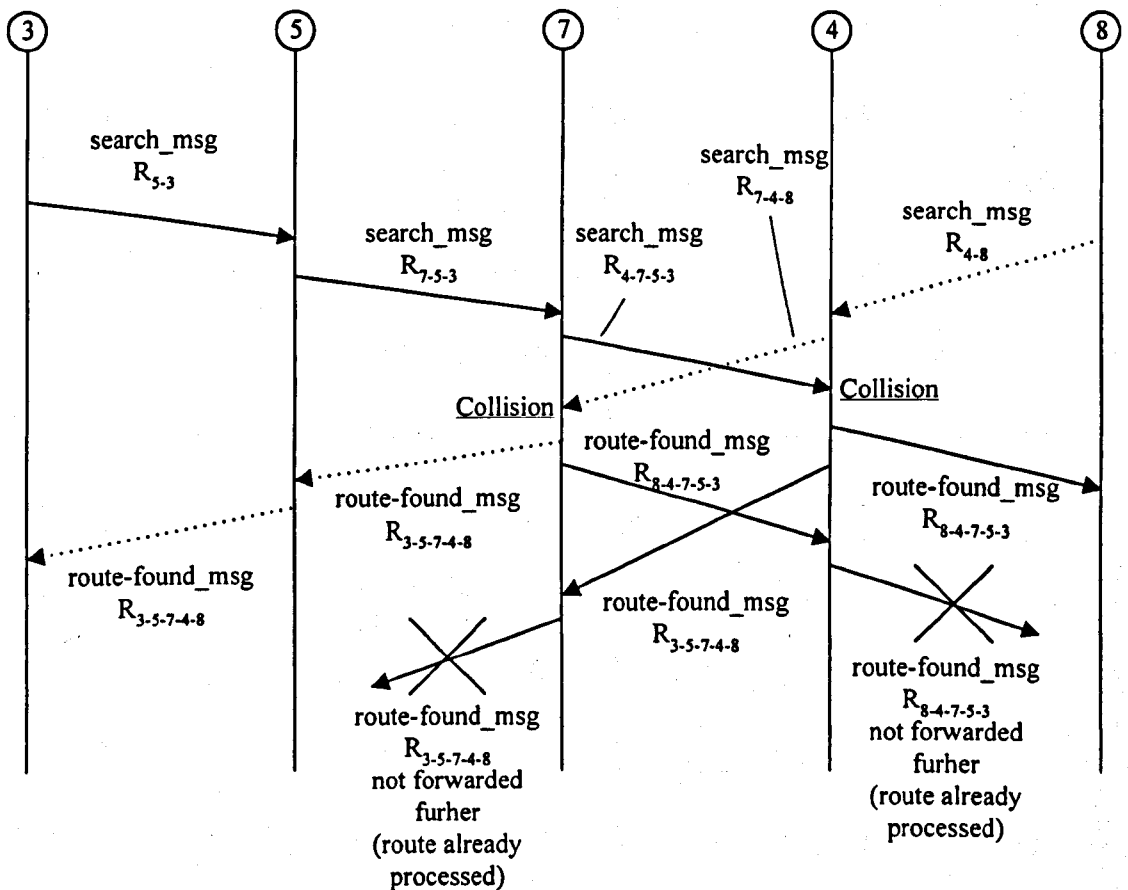 3
5
7
4
8
search_msg
R5-3
search_msg
R7-5-3
search_msg
R4-7-5-3
search_msg
R7-4-8
search_msg
R4-8
Collision
Collision
route-found_msg
R8-4-7-5-3
route-found_msg
R3-5-7-4-8
route-found_msg
R8-4-7-5-3
route-found_msg
R3-5-7-4-8
route-found_msg
R3-5-7-4-8
route-found_msg
R3-5-7-4-8
not forwarded
furher
(route already
processed)
route-found_msg
R8-4-7-5-3
not forwarded
furher
(route already
processed)